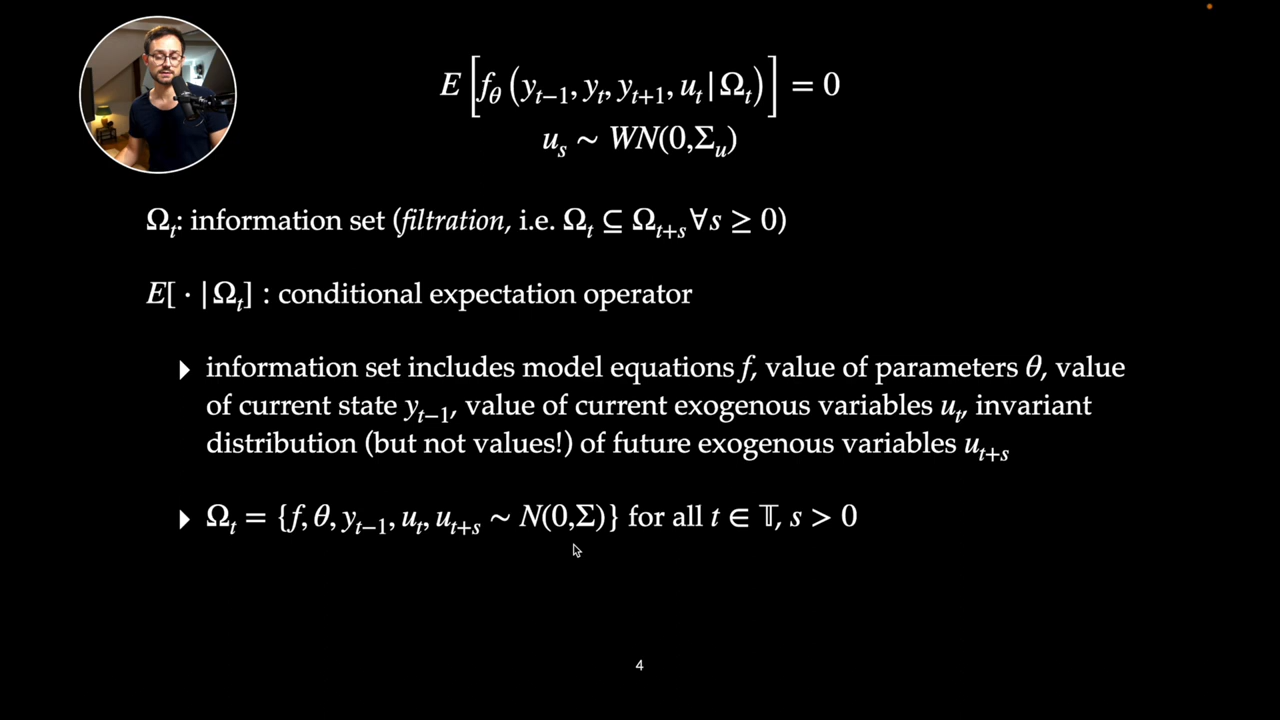 E[f_θ (y_{t−1}, y_t, y_{t+1}, u_t | Ω_t)] = 0
u_s ∼ WN(0,Σ_u)
Ω_t: information set (filtration, i.e. Ω_t ⊆ Ω_{t+s} ∀s ≥ 0)
E[ · | Ω_t] : conditional expectation operator
information set includes model equations f, value of parameters θ, value
of current state y_{t−1}, value of current exogenous variables u_t, invariant
distribution (but not values!) of future exogenous variables u_{t+s}
Ω_t = {f, θ, y_{t−1}, u_t, u_{t+s} ∼ N(0,Σ)} for all t ∈ 𝕋, s > 0
4